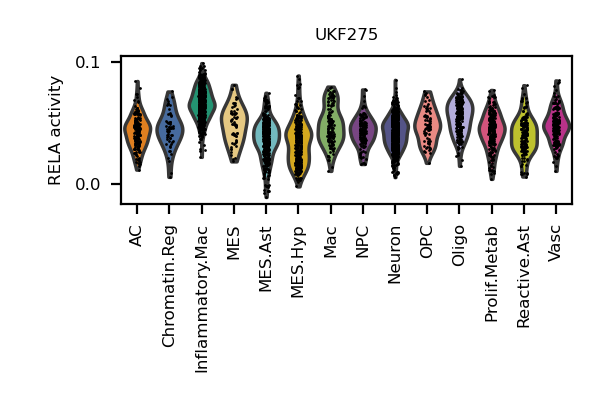 UKF275
RELA activity
0.1
0.0
AC
Chromatin.Reg
Inflammatory.Mac
MES
MES.Ast
MES.Hyp
Mac
NPC
Neuron
OPC
Oligo
Prolif.Metab
Reactive.Ast
Vasc